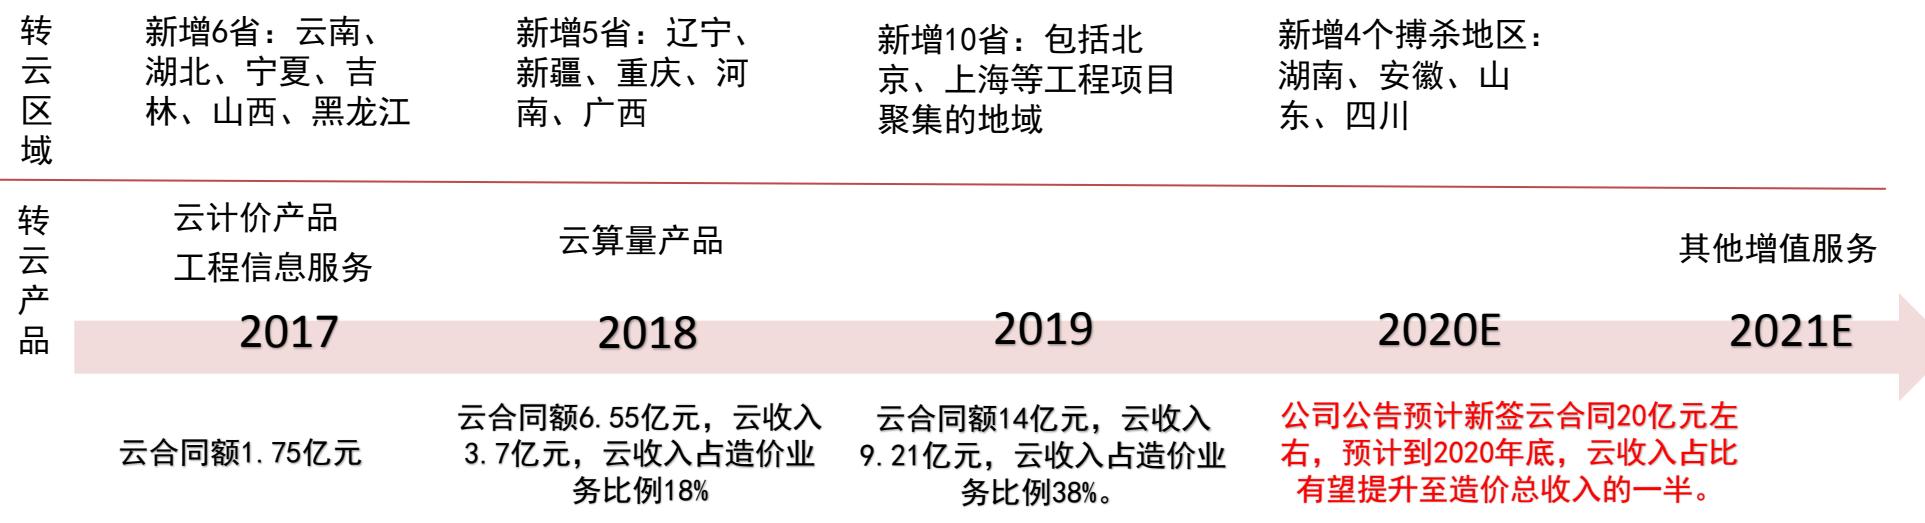 转云区域
新增6省：云南、
湖北、宁夏、吉
林、山西、黑龙江
新增5省：辽宁、
新疆、重庆、河
南、广西
新增10省：包括北
京、上海等工程项目
聚集的地域
新增4个搏杀地区：
湖南、安徽、山
东、四川
转云产品
云计价产品
工程信息服务
云算量产品
其他增值服务
2017
2018
2019
2020E
2021E
云合同额1.75亿元
云合同额6.55亿元，云收入
3.7亿元，云收入占造价业
务比例18%
云合同额14亿元，云收入
9.21亿元，云收入占造价业
务比例38%。
公司公告预计新签云合同20亿元左
右，预计到2020年底，云收入占比
有望提升至造价总收入的一半。